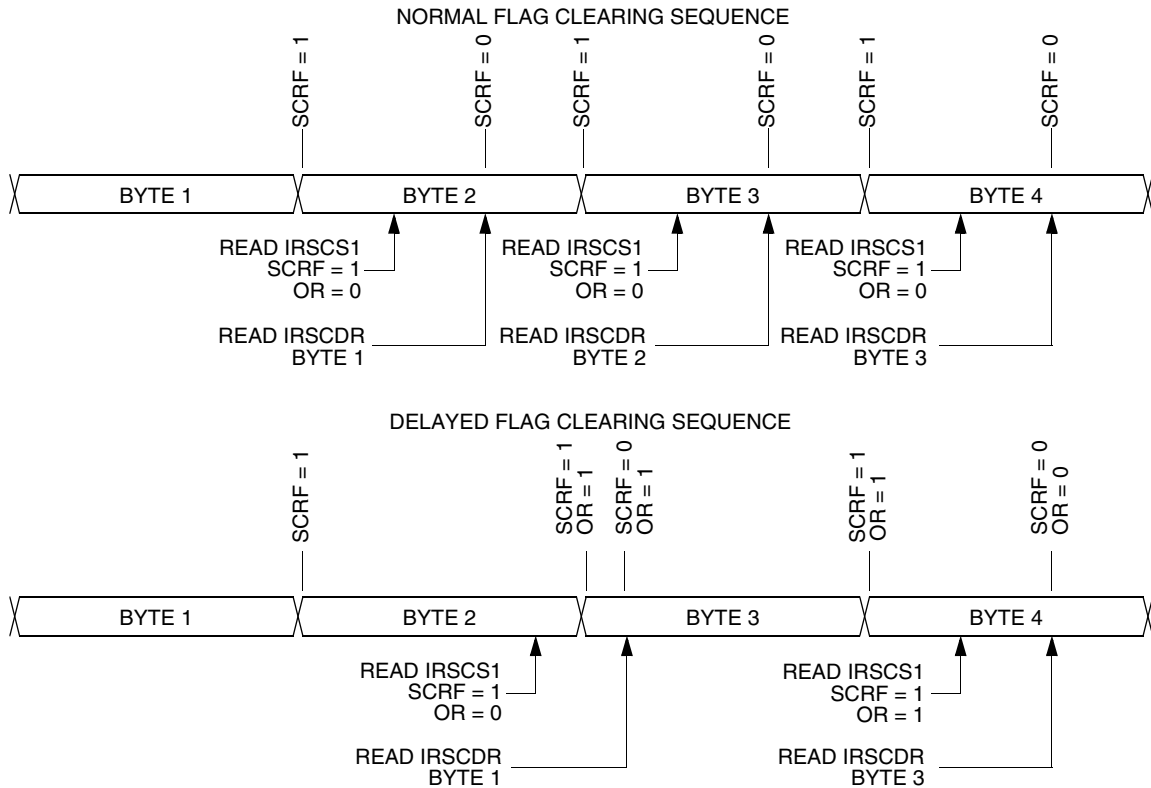 NORMAL FLAG CLEARING SEQUENCE
SCRF = 1
SCRF = 0
SCRF = 1
SCRF = 0
SCRF = 1
SCRF = 0
BYTE 1
BYTE 2
BYTE 3
BYTE 4
READ IRSCS1
SCRF = 1
OR = 0
READ IRSCS1
SCRF = 1
OR = 0
READ IRSCS1
SCRF = 1
OR = 0
READ IRSCDR
BYTE 1
READ IRSCDR
BYTE 2
READ IRSCDR
BYTE 3
DELAYED FLAG CLEARING SEQUENCE
SCRF = 1
SCRF = 1
OR = 1
SCRF = 0
OR = 1
SCRF = 1
OR = 1
SCRF = 0
OR = 0
BYTE 1
BYTE 2
BYTE 3
BYTE 4
READ IRSCS1
SCRF = 1
OR = 0
READ IRSCS1
SCRF = 1
OR = 1
READ IRSCDR
BYTE 1
READ IRSCDR
BYTE 3